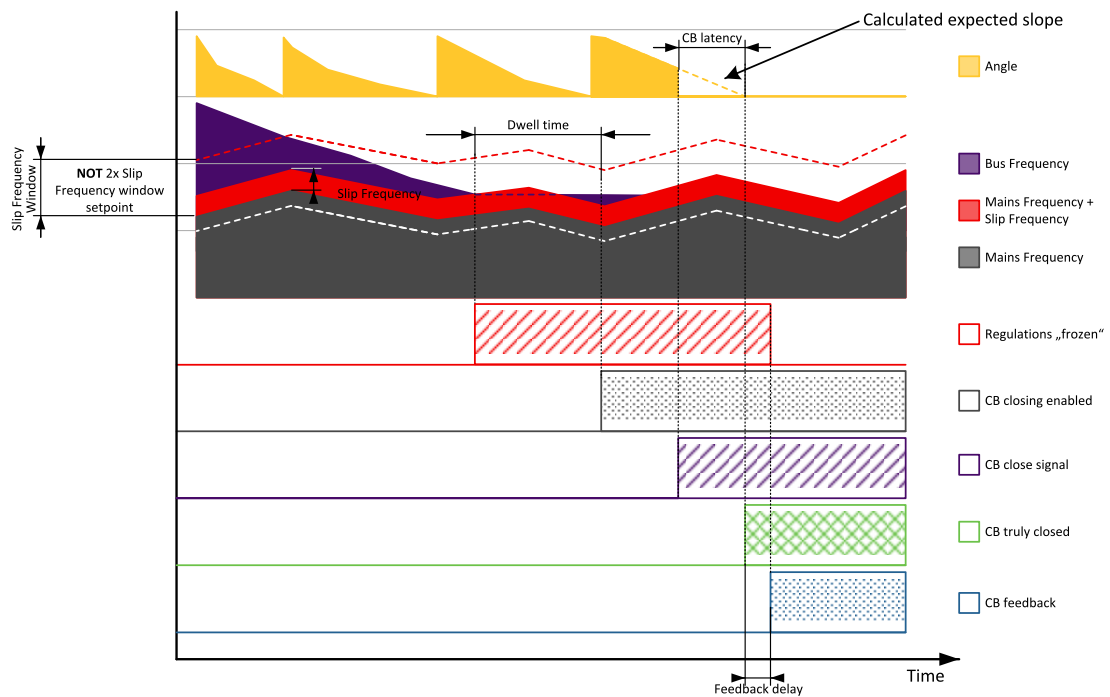 Calculated expected slope
CB latency
Angle
Dwell time
Slip Frequency
Window
NOT 2x Slip
Frequency window
setpoint
Slip Frequency
Bus Frequency
Mains Frequency +
Slip Frequency
Mains Frequency
Regulations „frozen“
CB closing enabled
CB close signal
CB truly closed
CB feedback
Time
Feedback delay